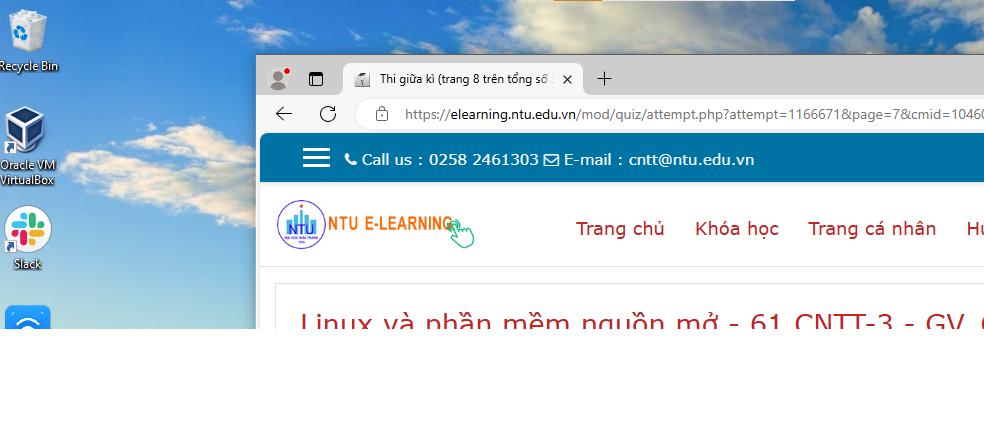 Recycle Bin
Oracle VM
VirtualBox
Slack
Thi giữa kì (trang 8 trên tổng số
https://elearning.ntu.edu.vn/mod/quiz/attempt.php?attempt=1166671&page=7&cmid=10460
Call us : 0258 2461303 E-mail : cntt@ntu.edu.vn
NTU
NTU E-LEARNING
Trang chủ Khóa học Trang cá nhân
Linux và phần mềm nguồn mở - 61.CNTT-3 - GV.